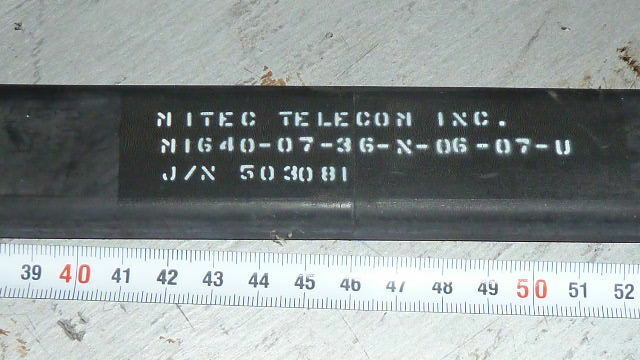 MITEC TELECOM INC.
M1640-07-36-X-06-07-U
J/N 503081
39 40 41 42 43 44 45 46 47 48 49 50 51 52